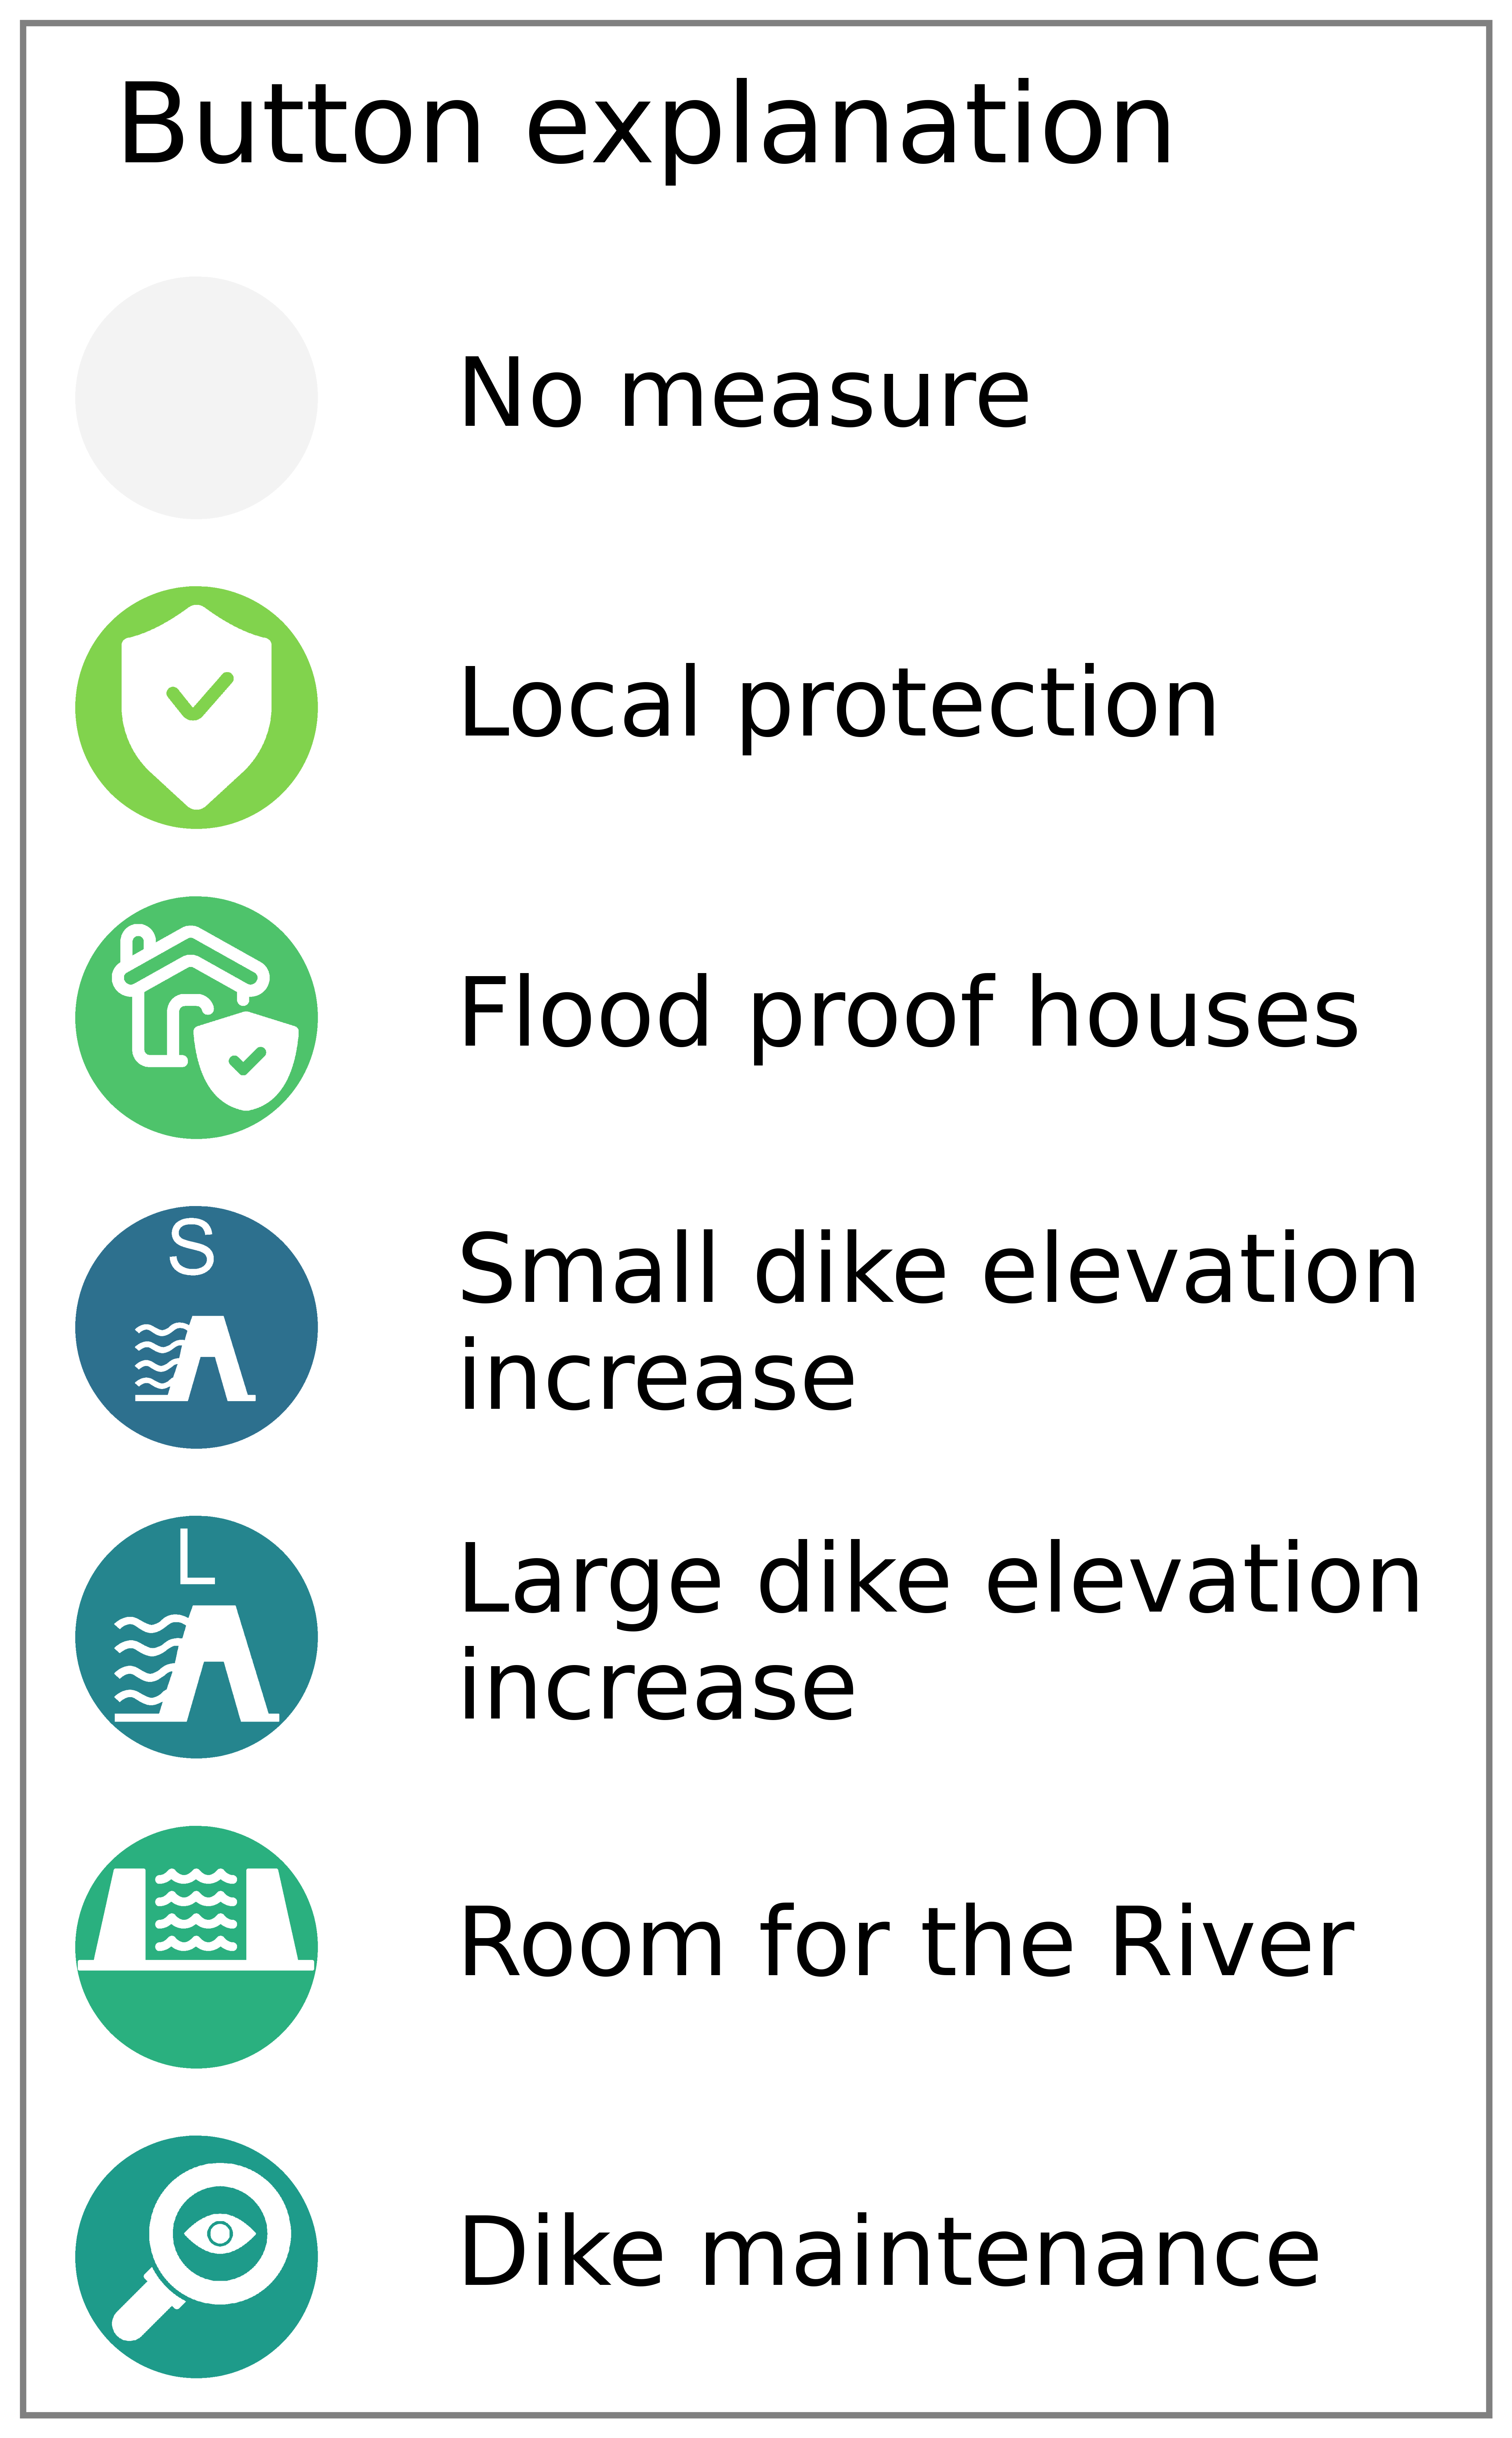 Button explanation
No measure
Local protection
Flood proof houses
S
Small dike elevation
increase
L
Large dike elevation
increase
Room for the River
Dike maintenance